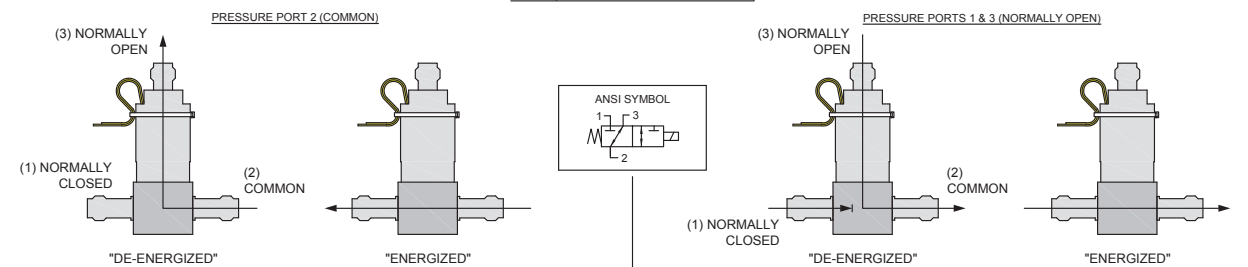 PRESSURE PORT 2 (COMMON)
(3) NORMALLY
OPEN
(1) NORMALLY
CLOSED
(2)
COMMON
"DE-ENERGIZED"
"ENERGIZED"
ANSI SYMBOL
1
3
2
PRESSURE PORTS 1 & 3 (NORMALLY OPEN)
(3) NORMALLY
OPEN
(2)
COMMON
(1) NORMALLY
CLOSED
"DE-ENERGIZED"
"ENERGIZED"